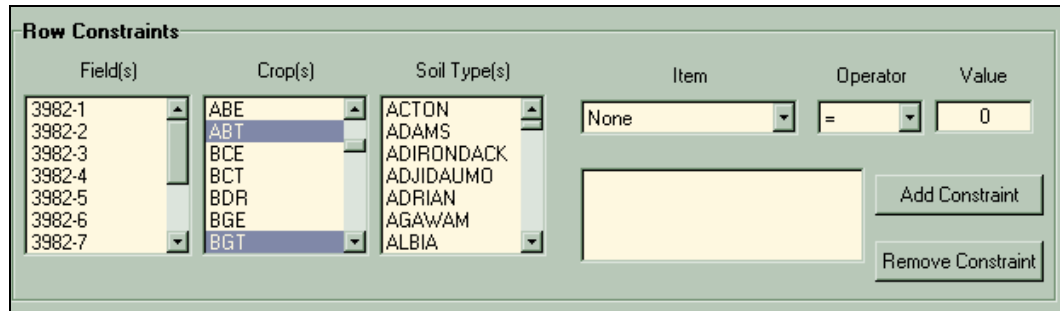 Row Constraints
Field(s) Crop(s) Soil Type(s) Item Operator Value
3982-1
3982-2
3982-3
3982-4
3982-5
3982-6
3982-7
ABE
ABT
BCE
BCT
BDR
BGE
BGT
ACTON
ADAMS
ADIRONDACK
ADJIDAUMO
ADRIAN
AGAWAM
ALBIA
None = 0
Add Constraint
Remove Constraint